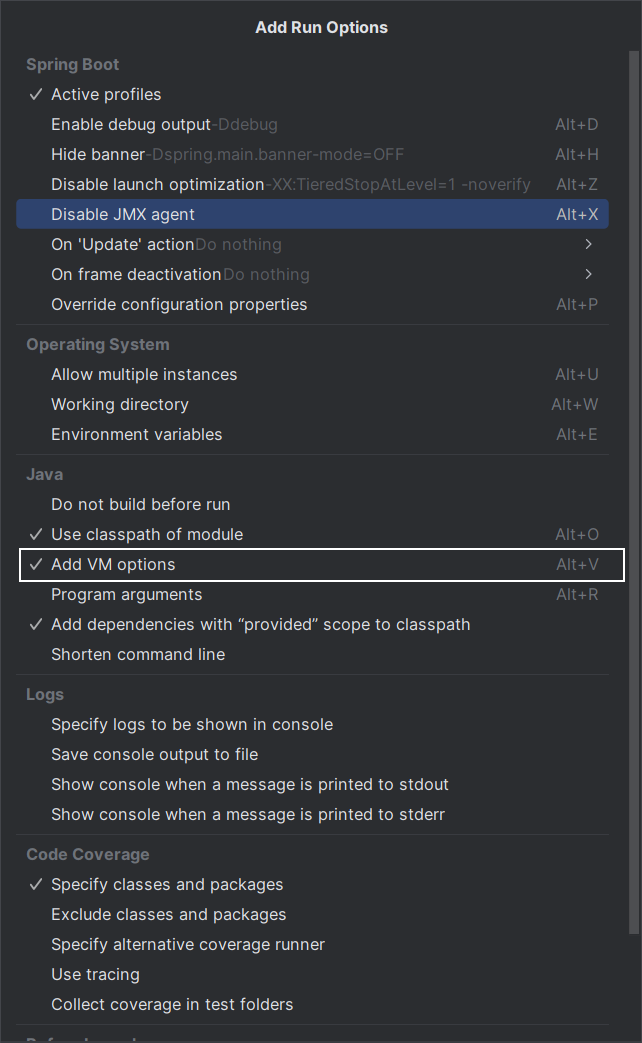 Add Run Options
Spring Boot
Active profiles
Enable debug output -Ddebug Alt+D
Hide banner -Dspring.main.banner-mode=OFF Alt+H
Disable launch optimization -XX:TieredStopAtLevel=1 -noverify Alt+Z
Disable JMX agent Alt+X
On 'Update' action Do nothing
On frame deactivation Do nothing
Override configuration properties Alt+P
Operating System
Allow multiple instances Alt+U
Working directory Alt+W
Environment variables Alt+E
Java
Do not build before run
Use classpath of module Alt+O
Add VM options Alt+V
Program arguments Alt+R
Add dependencies with “provided” scope to classpath
Shorten command line
Logs
Specify logs to be shown in console
Save console output to file
Show console when a message is printed to stdout
Show console when a message is printed to stderr
Code Coverage
Specify classes and packages
Exclude classes and packages
Specify alternative coverage runner
Use tracing
Collect coverage in test folders